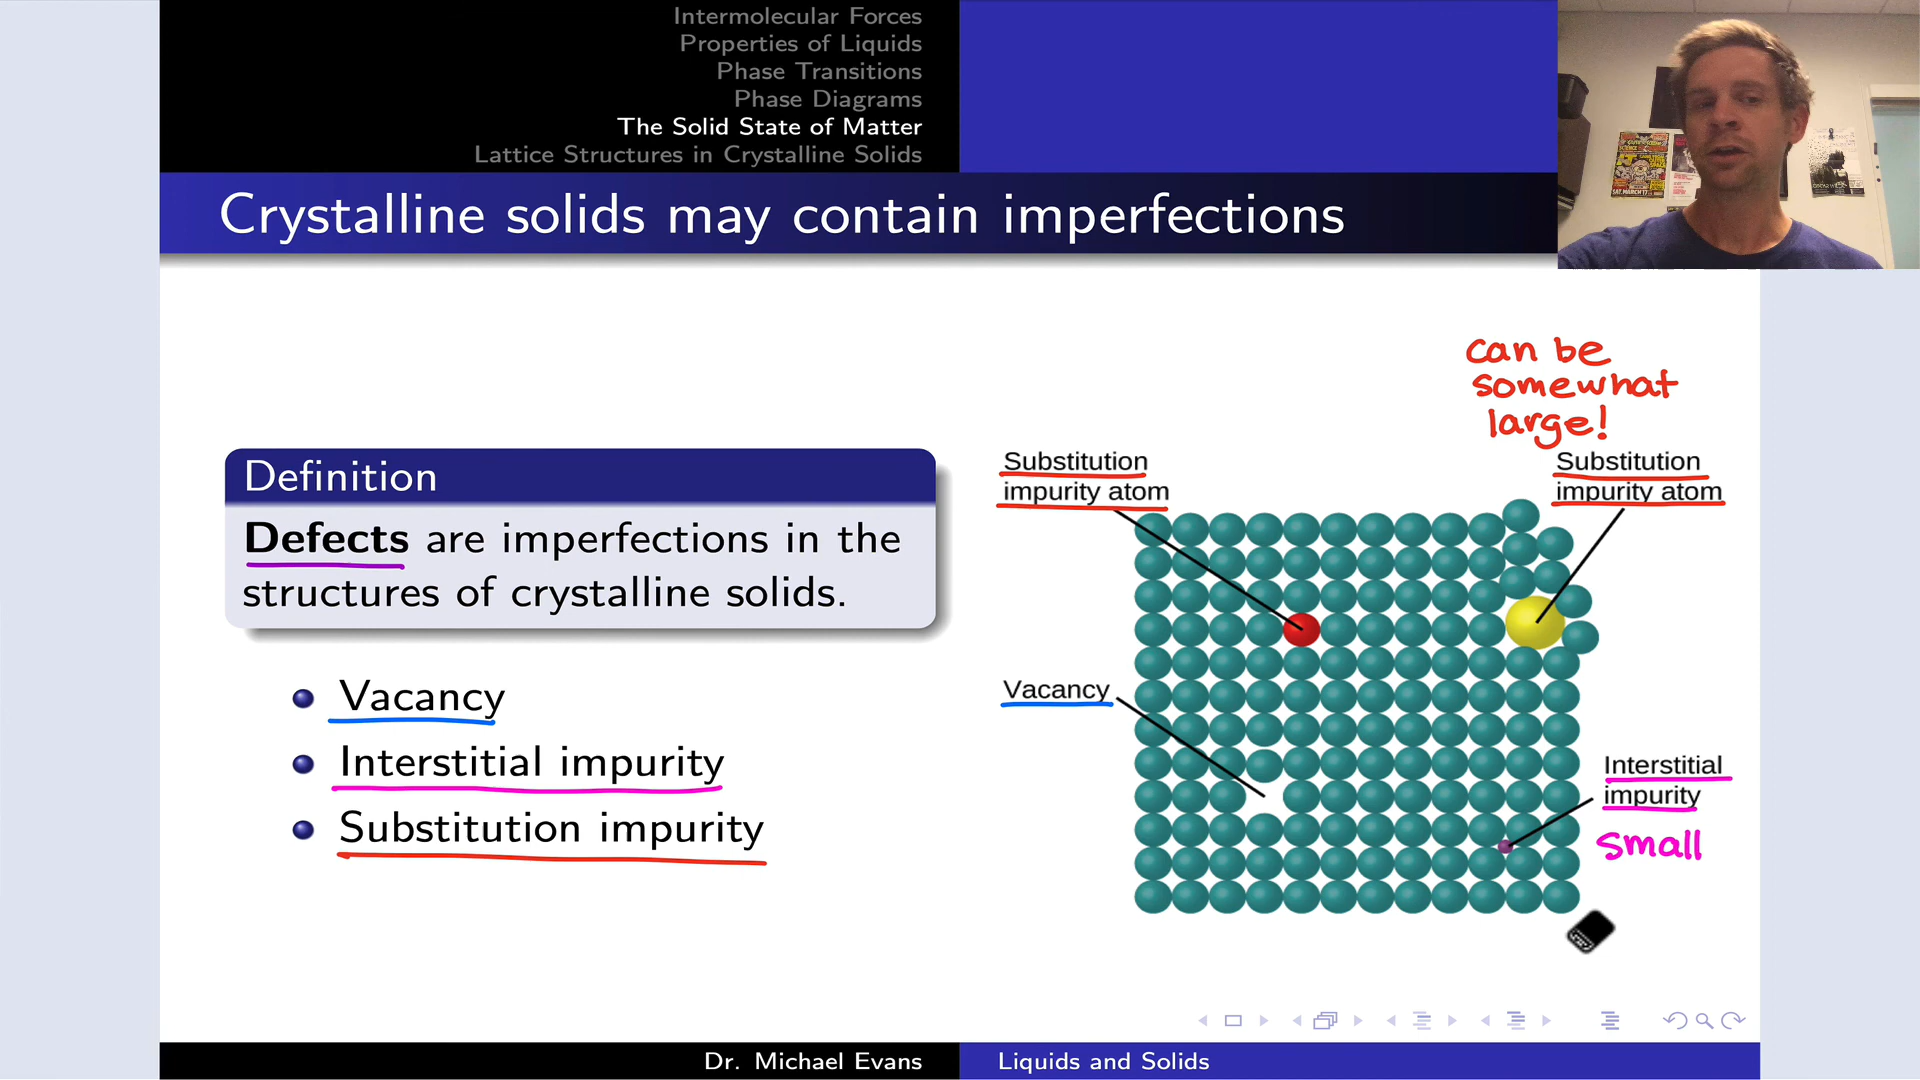 Intermolecular Forces
Properties of Liquids
Phase Transitions
Phase Diagrams
The Solid State of Matter
Lattice Structures in Crystalline Solids
Crystalline solids may contain imperfections
Definition
Defects are imperfections in the
structures of crystalline solids.
Vacancy
Interstitial impurity
Substitution impurity
can be
somewhat
large!
Substitution
impurity atom
Substitution
impurity atom
Vacancy
Interstitial
impurity
Small
Dr. Michael Evans
Liquids and Solids